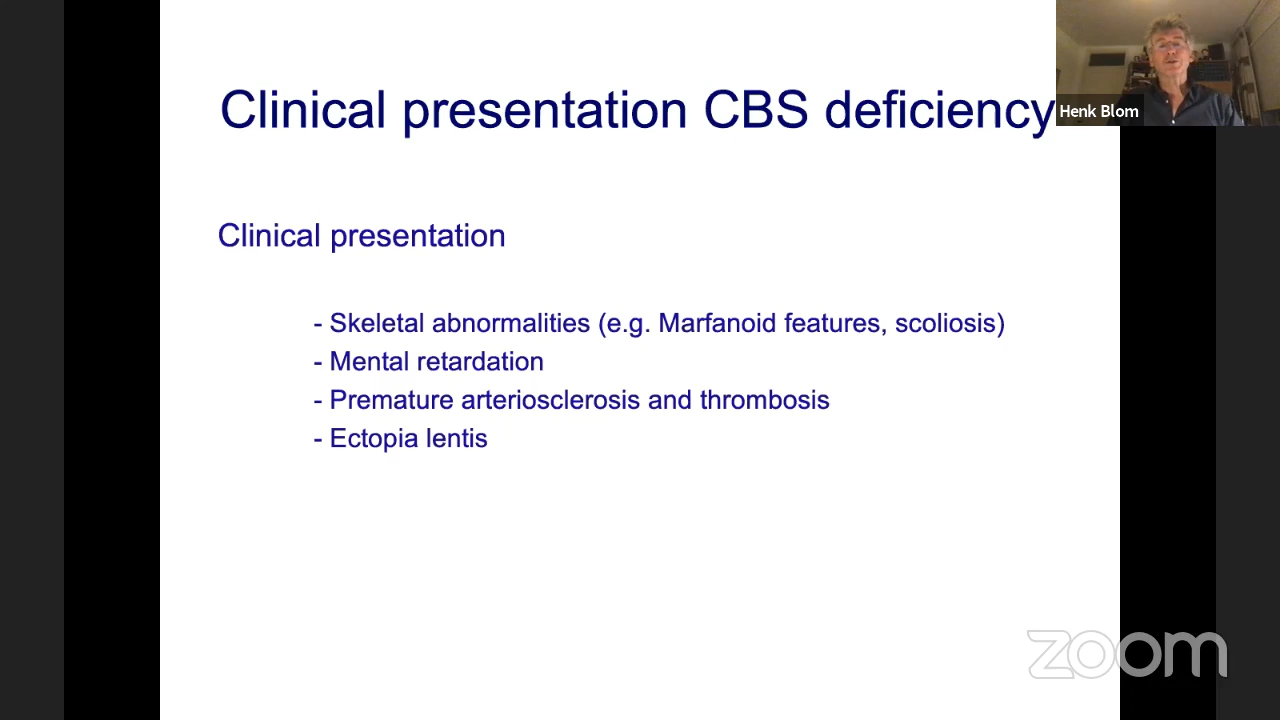 Clinical presentation CBS deficiency
Henk Blom
Clinical presentation
- Skeletal abnormalities (e.g. Marfanoid features, scoliosis)
- Mental retardation
- Premature arteriosclerosis and thrombosis
- Ectopia lentis
zoom